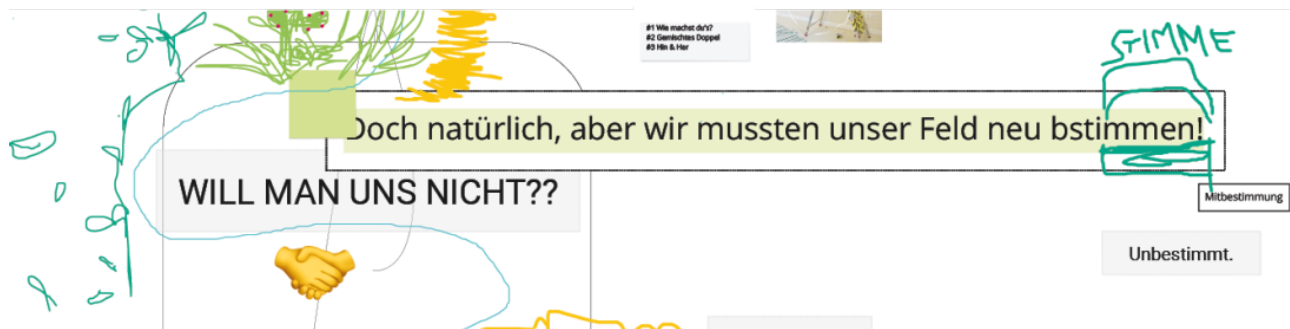 #1 Wie machst du's?
#2 Gemischtes Doppel
#3 Hin & Her
STIMME
Doch natürlich, aber wir mussten unser Feld neu bstimmen!
WILL MAN UNS NICHT??
Mitbestimmung
Unbestimmt.